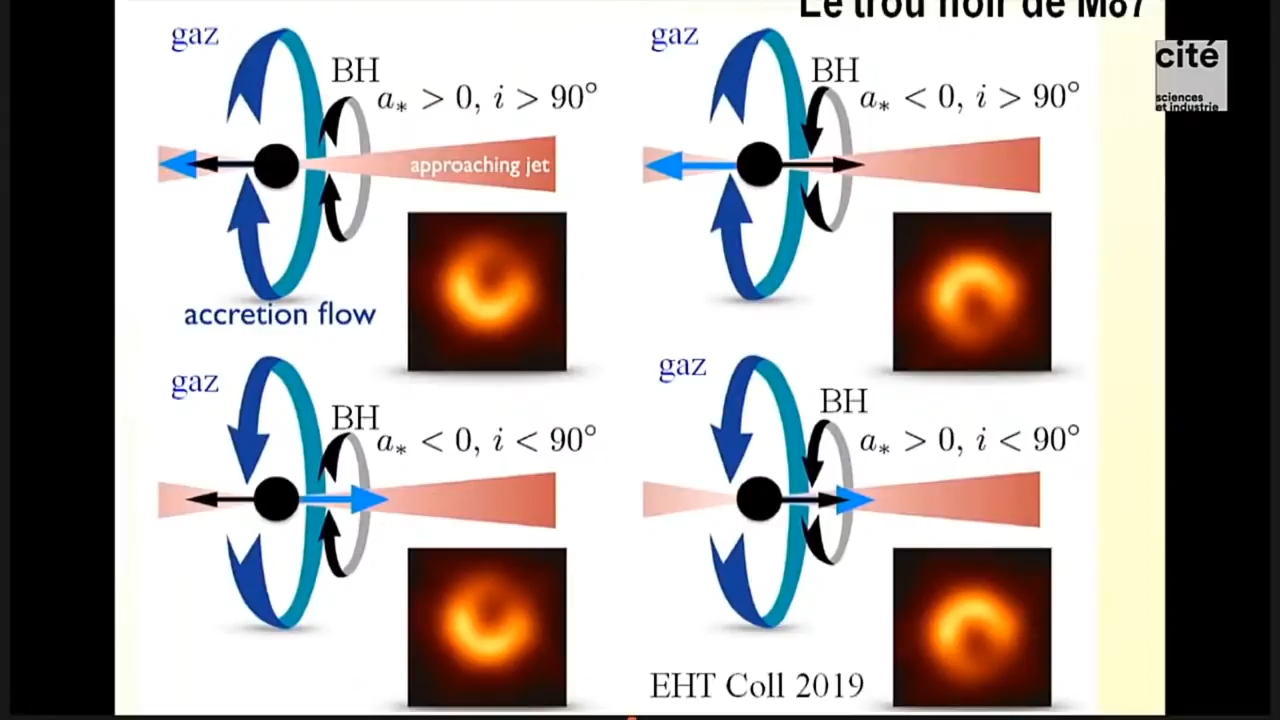 Le trou noir de M87
cité
sciences
et industrie
gaz
BH
a* > 0, i > 90°
approaching jet
accretion flow
gaz
BH
a* < 0, i > 90°
gaz
BH
a* < 0, i < 90°
gaz
BH
a* > 0, i < 90°
EHT Coll 2019